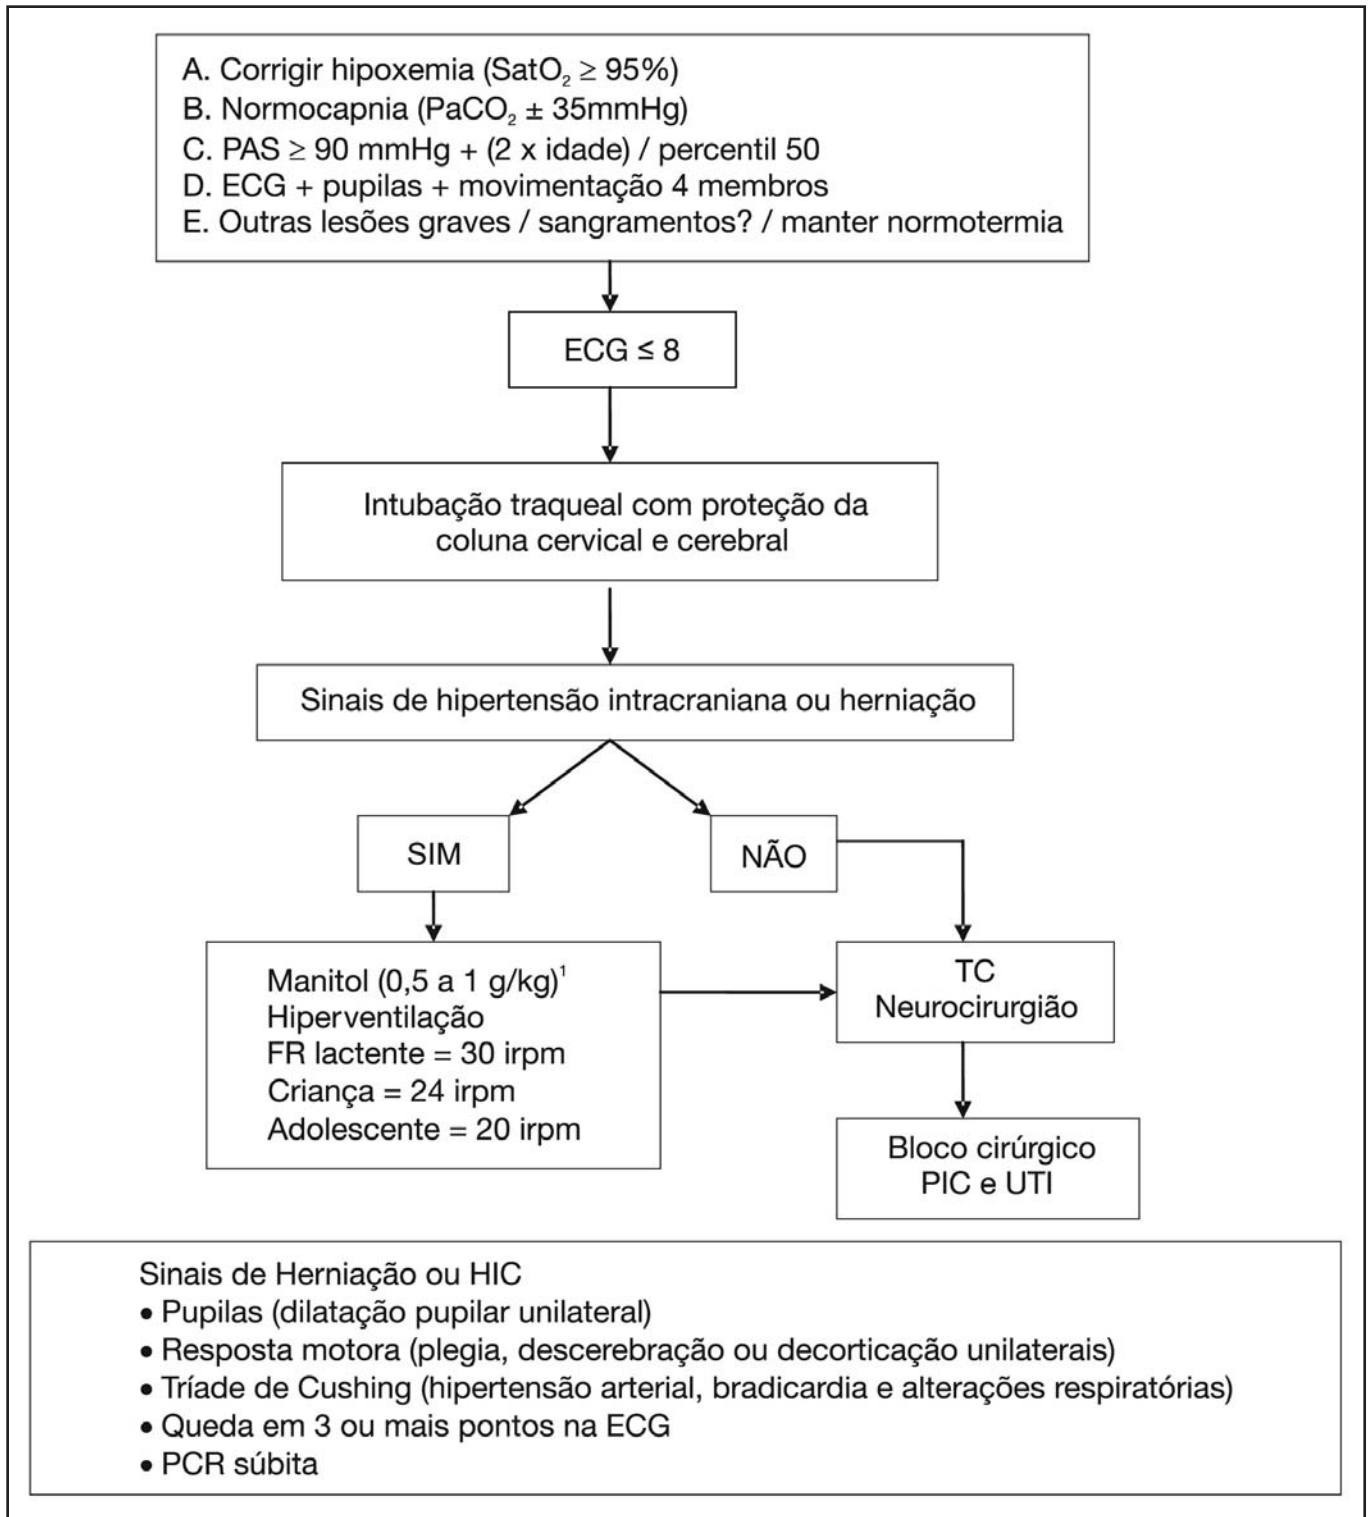 A. Corrigir hipoxemia (SatO₂ ≥ 95%)
B. Normocapnia (PaCO₂ ± 35mmHg)
C. PAS ≥ 90 mmHg + (2 x idade) / percentil 50
D. ECG + pupilas + movimentação 4 membros
E. Outras lesões graves / sangramentos? / manter normotermia
ECG ≤ 8
Intubação traqueal com proteção da
coluna cervical e cerebral
Sinais de hipertensão intracraniana ou herniação
SIM
NÃO
Manitol (0,5 a 1 g/kg)¹
Hiperventilação
FR lactente = 30 irpm
Criança = 24 irpm
Adolescente = 20 irpm
TC
Neurocirurgião
Bloco cirúrgico
PIC e UTI
Sinais de Herniação ou HIC
• Pupilas (dilatação pupilar unilateral)
• Resposta motora (plegia, descerebração ou decorticação unilaterais)
• Tríade de Cushing (hipertensão arterial, bradicardia e alterações respiratórias)
• Queda em 3 ou mais pontos na ECG
• PCR súbita